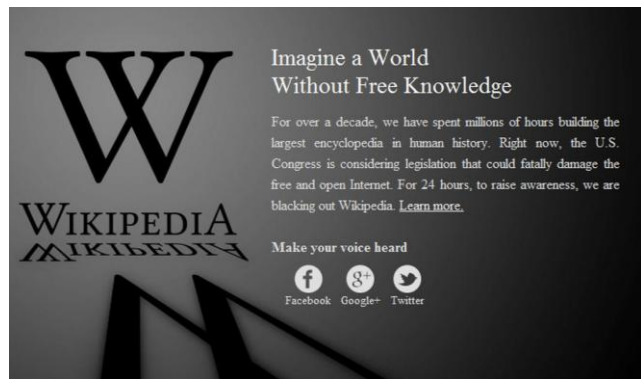 W
Imagine a World
Without Free Knowledge
For over a decade, we have spent millions of hours building the
largest encyclopedia in human history. Right now, the U.S.
Congress is considering legislation that could fatally damage the
free and open Internet. For 24 hours, to raise awareness, we are
blacking out Wikipedia. Learn more.
WIKIPEDIA
Make your voice heard
f g+
Facebook Google+ Twitter